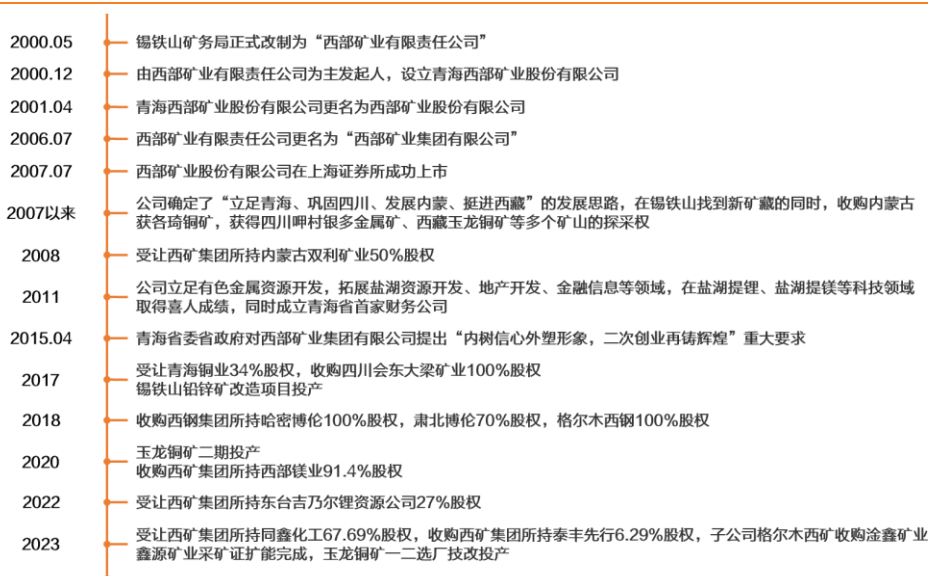 2000.05 锡铁山矿务局正式改制为“西部矿业有限责任公司”
2000.12 由西部矿业有限责任公司为主发起人，设立青海西部矿业股份有限公司
2001.04 青海西部矿业股份有限公司更名为西部矿业股份有限公司
2006.07 西部矿业有限责任公司更名为“西部矿业集团有限公司”
2007.07 西部矿业股份有限公司在上海证券所成功上市
2007以来 公司确定了“立足青海、巩固四川、发展内蒙、挺进西藏”的发展思路，在锡铁山找到新矿藏的同时，收购内蒙古
获各琦铜矿，获得四川呷村银多金属矿、西藏玉龙铜矿等多个矿山的探采权
2008 受让西矿集团所持内蒙古双利矿业50%股权
2011 公司立足有色金属资源开发，拓展盐湖资源开发、地产开发、金融信息等领域，在盐湖提锂、盐湖提镁等科技领域
取得喜人成绩，同时成立青海省首家财务公司
2015.04 青海省委省政府对西部矿业集团有限公司提出“内树信心外塑形象，二次创业再铸辉煌”重大要求
2017 受让青海铜业34%股权，收购四川会东大梁矿业100%股权
锡铁山铅锌矿改造项目投产
2018 收购西钢集团所持哈密博伦100%股权，肃北博伦70%股权，格尔木西钢100%股权
2020 玉龙铜矿二期投产
收购西矿集团所持西部镁业91.4%股权
2022 受让西矿集团所持东台吉乃尔锂资源公司27%股权
2023 受让西矿集团所持同鑫化工67.69%股权，收购西矿集团所持泰丰先行6.29%股权，子公司格尔木西矿收购淦鑫矿业
鑫源矿业采矿证扩能完成，玉龙铜矿一二选厂技改投产